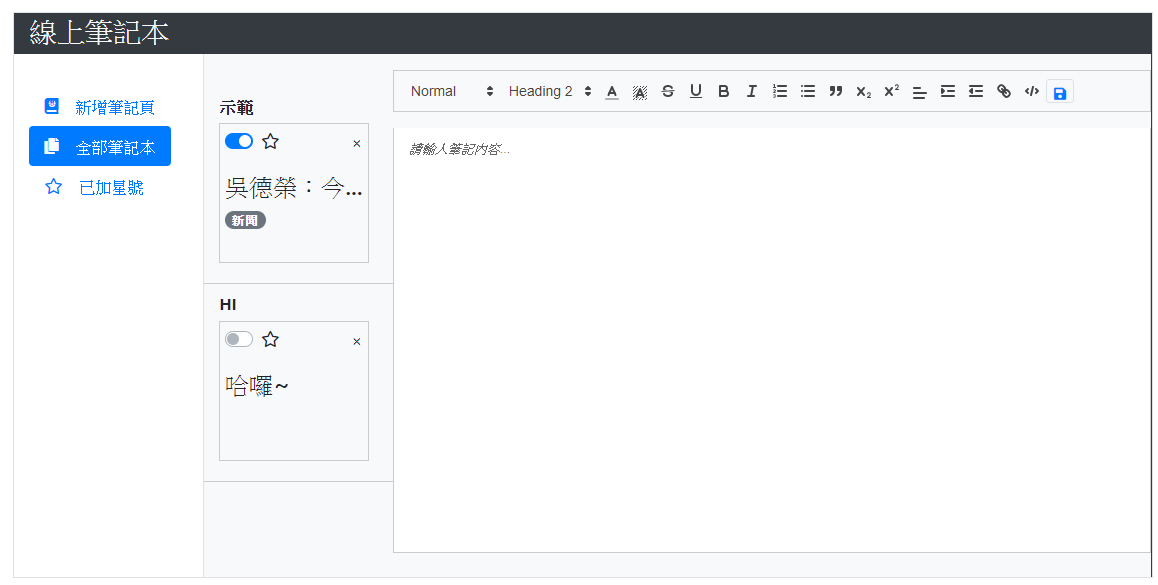 線上筆記本
新增筆記頁
全部筆記本
已加星號
示範
×
吳德榮：今...
新聞
HI
×
哈囉~
Normal Heading 2 A A S U B I X₂ X²
請輸入筆記內容...